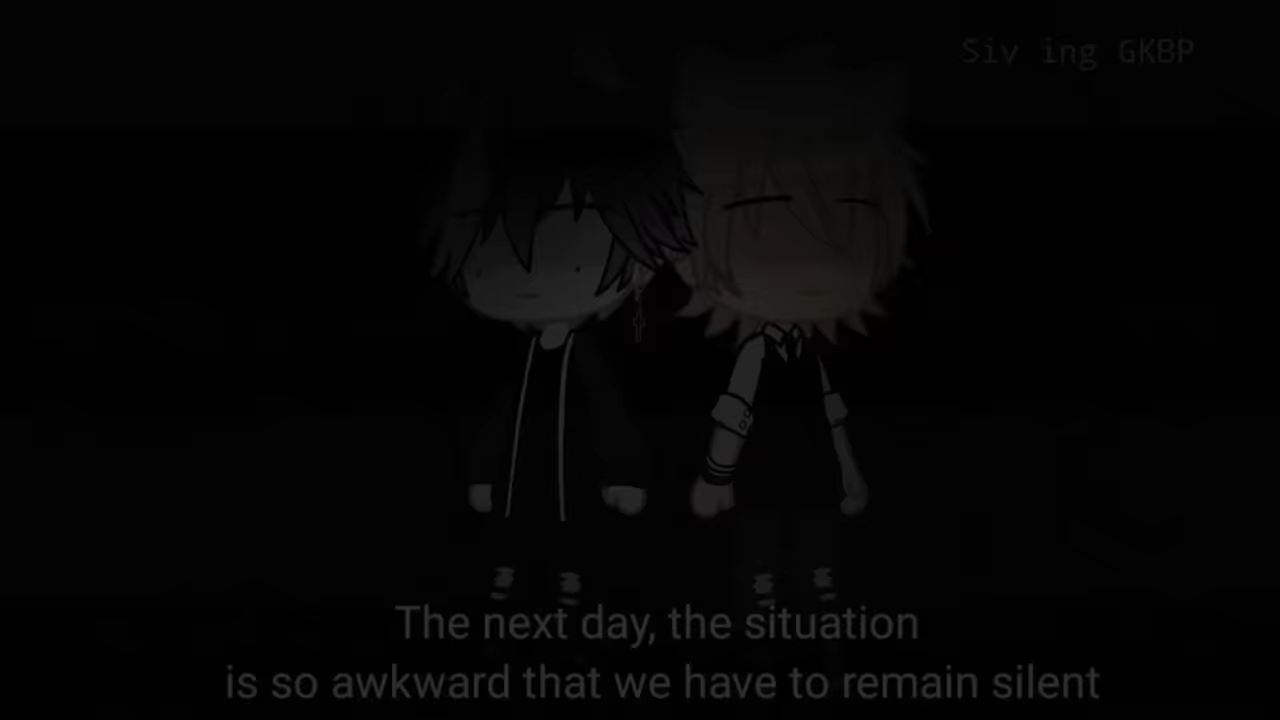 Siv ing GKBP
The next day, the situation
is so awkward that we have to remain silent